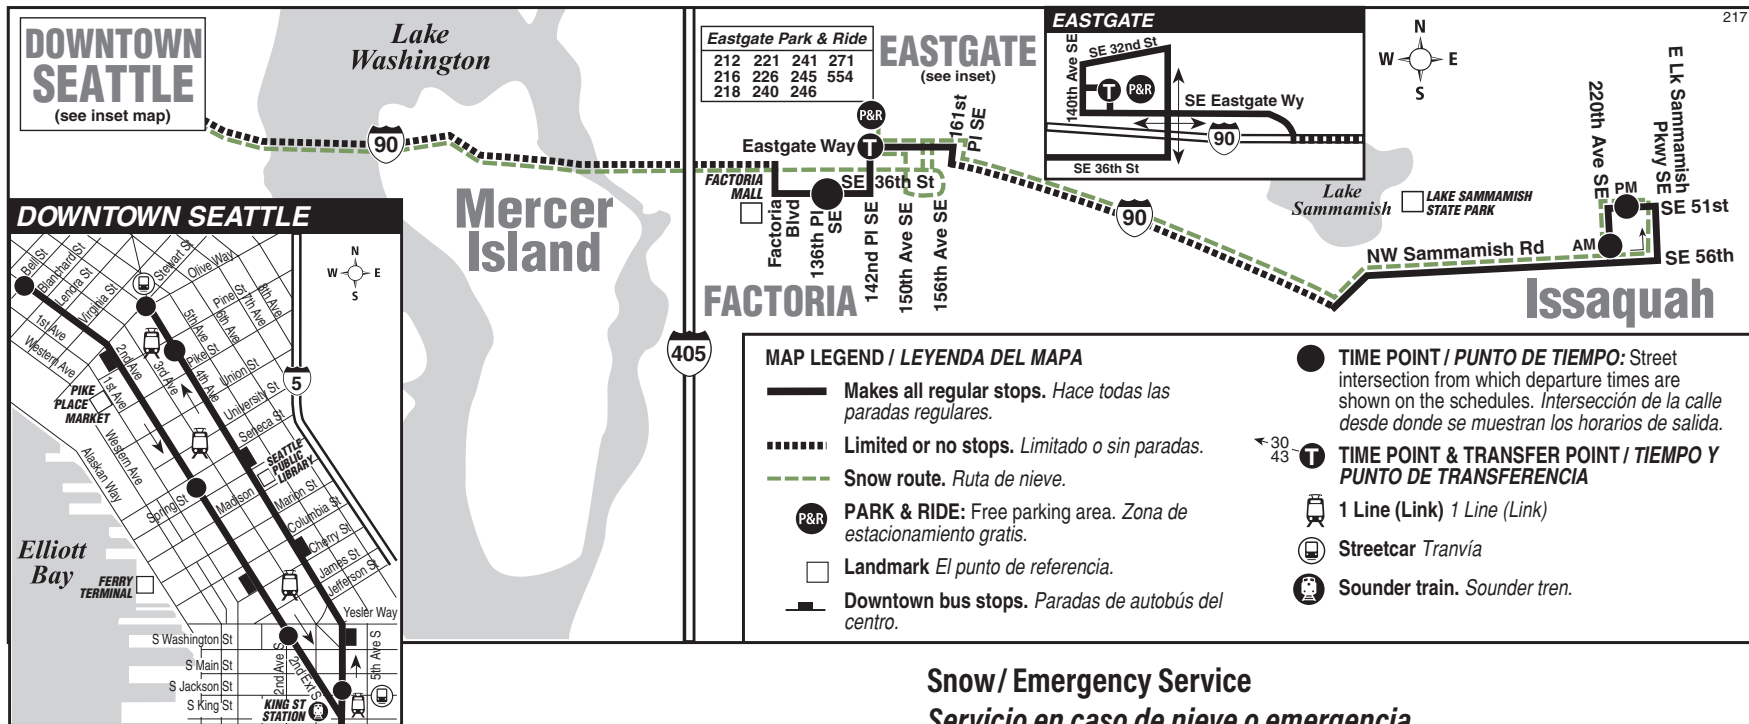 217
DOWNTOWN
SEATTLE
(see inset map)
Lake
Washington
90
Mercer
Island
405
Eastgate Park & Ride
212 221 241 271
216 226 245 554
218 240 246
EASTGATE
(see inset)
P&R
Eastgate Way
T
161st
Pl SE
FACTORIA
MALL
SE 36th St
Factoria
Blvd
136th Pl
SE
142nd Pl SE
150th Ave SE
156th Ave SE
FACTORIA
EASTGATE
SE 32nd St
140th Ave SE
T
P&R
SE Eastgate Wy
90
SE 36th St
N
W E
S
Lake
Sammamish
LAKE SAMMAMISH
STATE PARK
90
NW Sammamish Rd
220th Ave SE
E Lk Sammamish
Pkwy SE
PM
SE 51st
AM
SE 56th
Issaquah
DOWNTOWN SEATTLE
N
W E
S
Bell St
Blanchard St
Lendra St
Virginia St
Stewart St
Olive Way
Pine St
8th Ave
7th Ave
6th Ave
5th Ave
Pike St
4th Ave
3rd Ave
2nd Ave
1st Ave
1st Ave
Western Ave
Union St
University St
Seneca St
5
PIKE
PLACE
MARKET
Western Ave
Alaskan Way
SEATTLE
PUBLIC
LIBRARY
Spring St
Madison
Marion St
Columbia St
Cherry St
James St
Jefferson St
Elliott
Bay
FERRY
TERMINAL
Yesler Way
S Washington St
S Main St
S Jackson St
S King St
2nd Ave S
2nd Ext S
5th Ave S
KING ST
STATION
MAP LEGEND / LEYENDA DEL MAPA
Makes all regular stops. Hace todas las
paradas regulares.
Limited or no stops. Limitado o sin paradas.
Snow route. Ruta de nieve.
P&R
PARK & RIDE: Free parking area. Zona de
estacionamiento gratis.
Landmark El punto de referencia.
Downtown bus stops. Paradas de autobús del
centro.
TIME POINT / PUNTO DE TIEMPO: Street
intersection from which departure times are
shown on the schedules. Intersección de la calle
desde donde se muestran los horarios de salida.
30
43
T
TIME POINT & TRANSFER POINT / TIEMPO Y
PUNTO DE TRANSFERENCIA
1 Line (Link) 1 Line (Link)
Streetcar Tranvía
Sounder train. Sounder tren.
Snow/ Emergency Service
Servicio en caso de nieve o emergencia